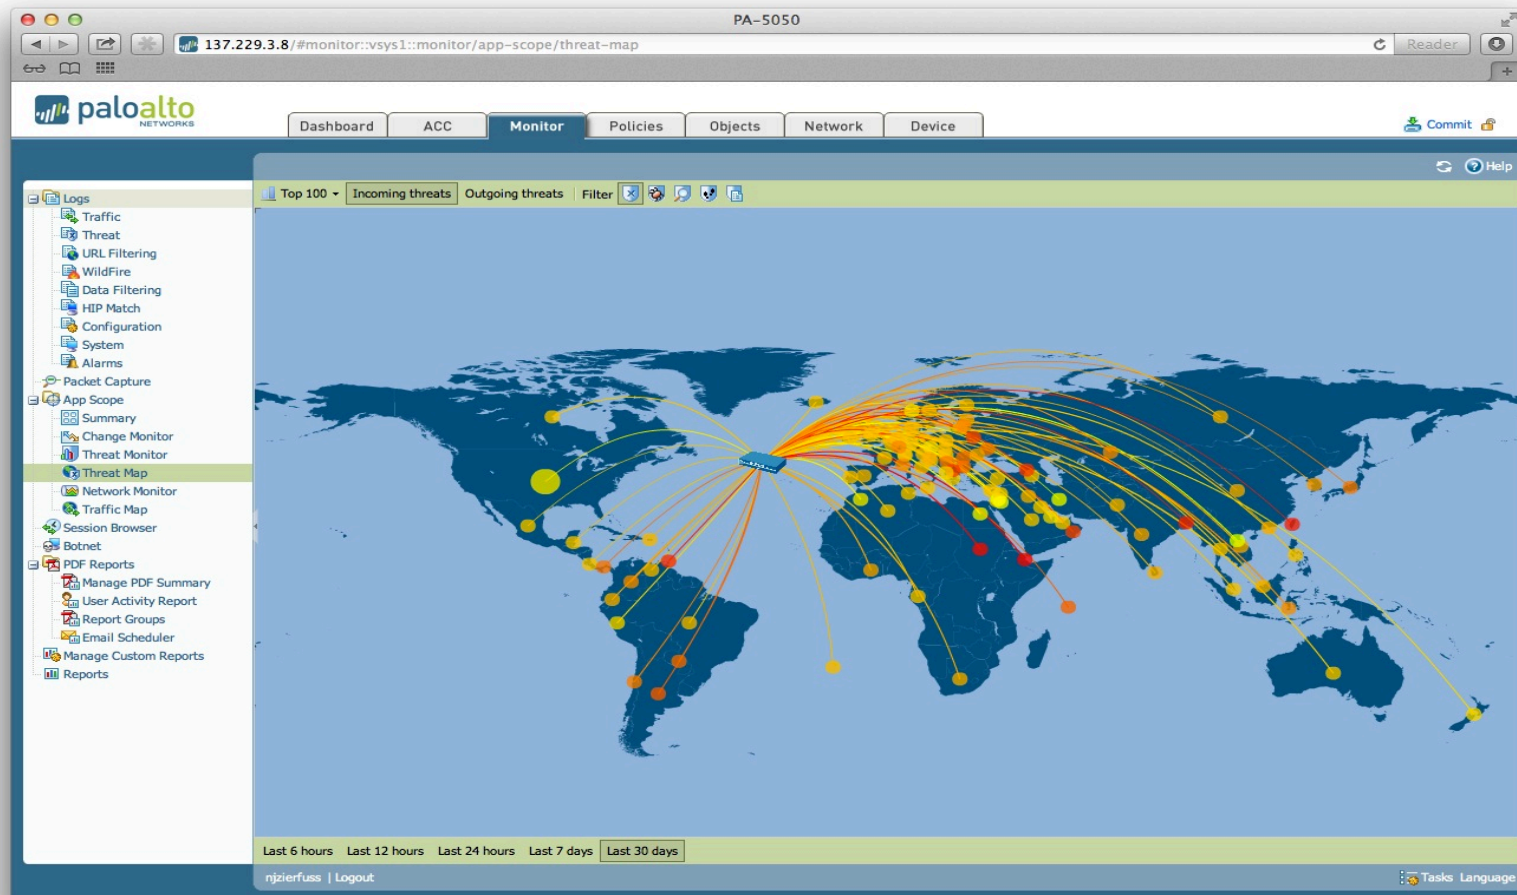 PA-5050
137.229.3.8/#monitor::vsys1::monitor/app-scope/threat-map
Reader
paloalto
NETWORKS
Dashboard
ACC
Monitor
Policies
Objects
Network
Device
Commit
Help
Top 100
Incoming threats
Outgoing threats
Filter
Logs
Traffic
Threat
URL Filtering
WildFire
Data Filtering
HIP Match
Configuration
System
Alarms
Packet Capture
App Scope
Summary
Change Monitor
Threat Monitor
Threat Map
Network Monitor
Traffic Map
Session Browser
Botnet
PDF Reports
Manage PDF Summary
User Activity Report
Report Groups
Email Scheduler
Manage Custom Reports
Reports
Last 6 hours
Last 12 hours
Last 24 hours
Last 7 days
Last 30 days
njzierfuss | Logout
Tasks
Language